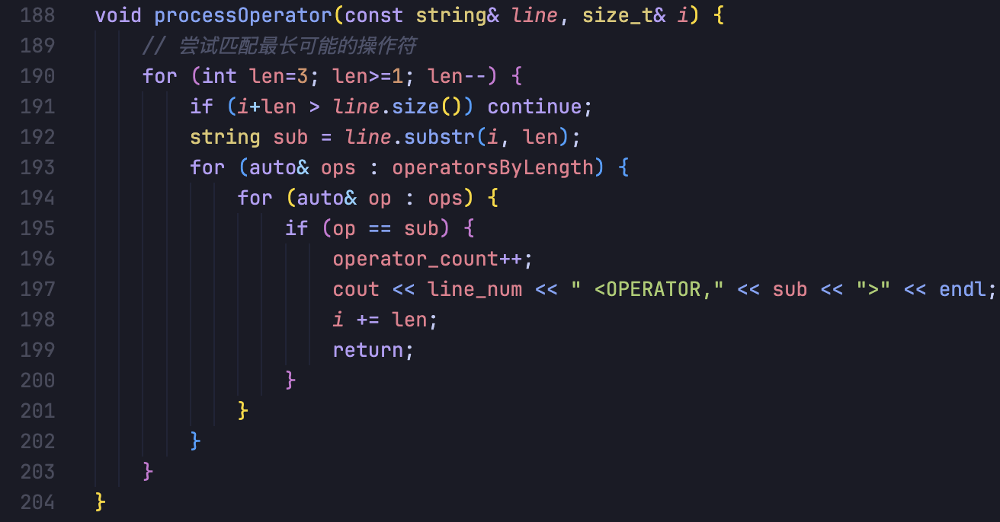 188 void processOperator(const string& line, size_t& i) {
189     // 尝试匹配最长可能的操作符
190     for (int len=3; len>=1; len--) {
191         if (i+len > line.size()) continue;
192         string sub = line.substr(i, len);
193         for (auto& ops : operatorsByLength) {
194             for (auto& op : ops) {
195                 if (op == sub) {
196                     operator_count++;
197                     cout << line_num << " <OPERATOR," << sub << ">" << endl;
198                     i += len;
199                     return;
200                 }
201             }
202         }
203     }
204 }